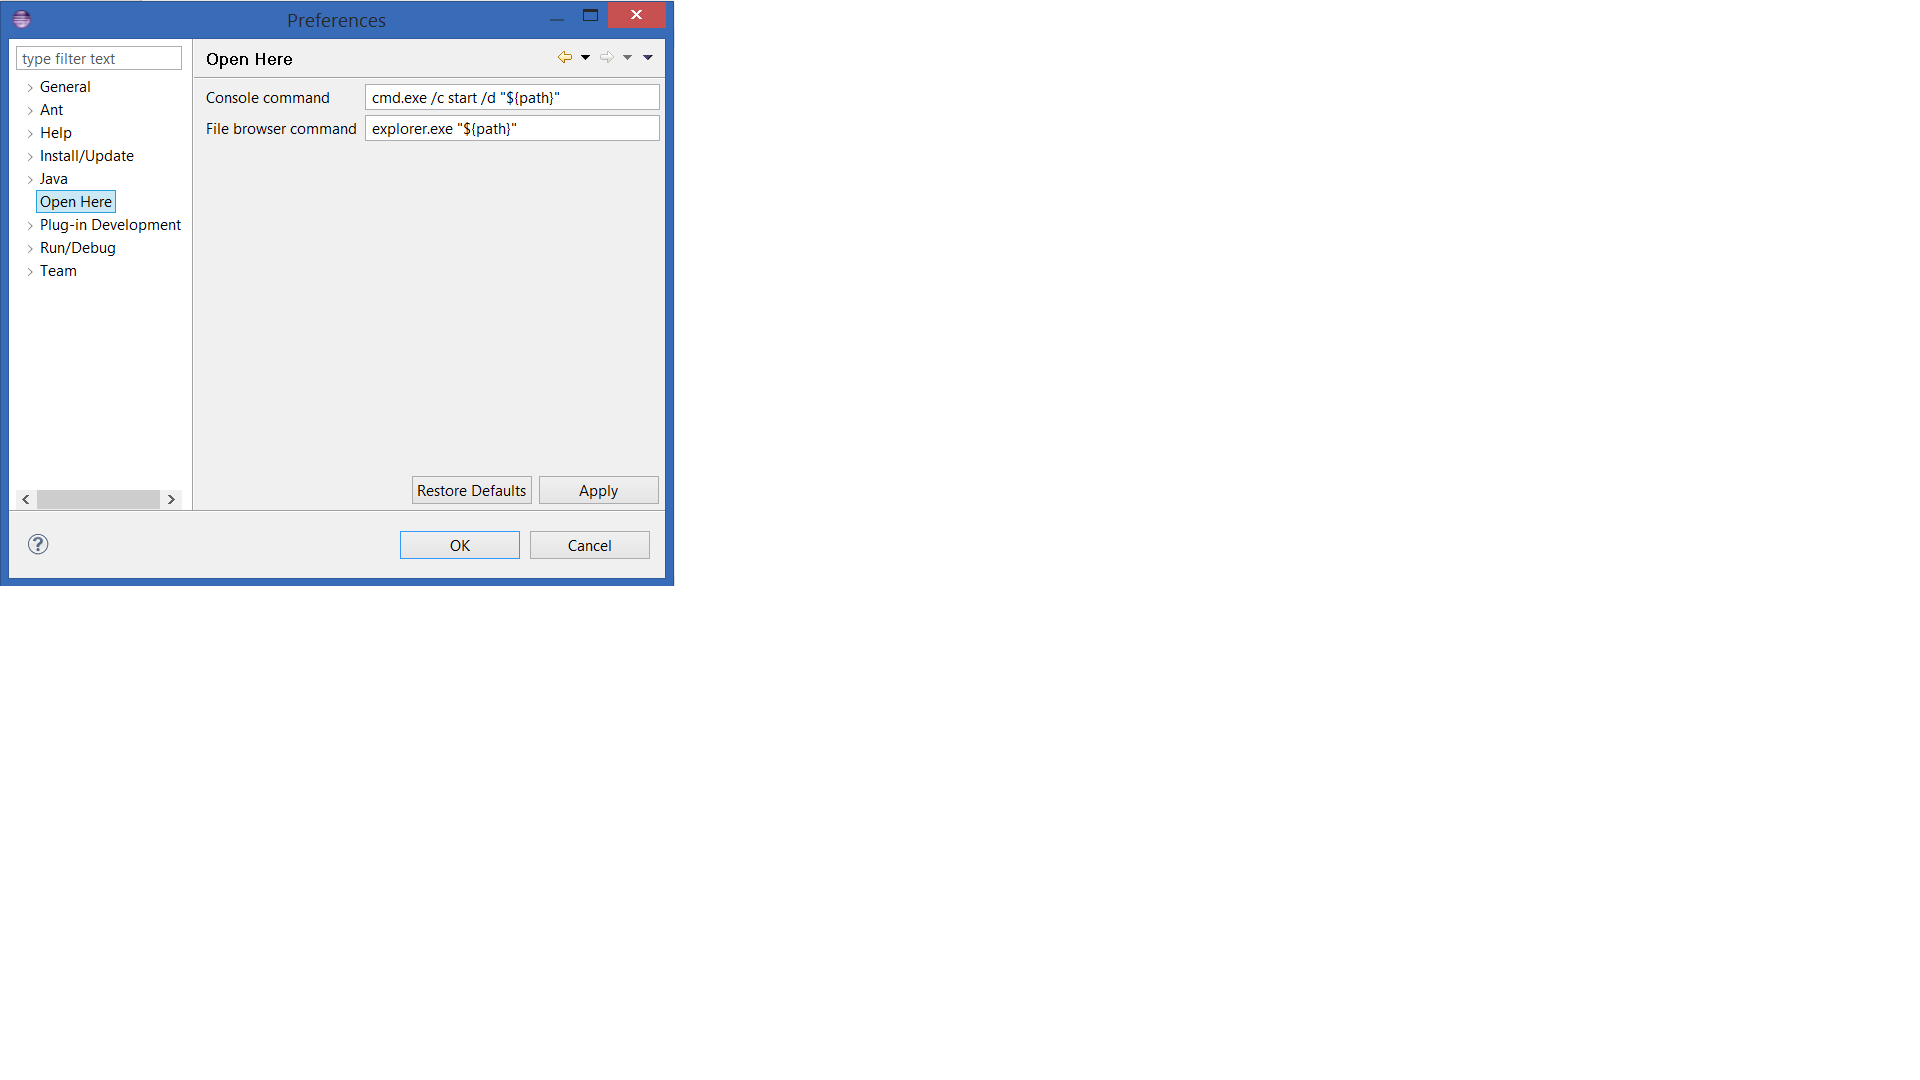 Preferences
type filter text
General
Ant
Help
Install/Update
Java
Open Here
Plug-in Development
Run/Debug
Team
Open Here
Console command cmd.exe /c start /d "${path}"
File browser command explorer.exe "${path}"
Restore Defaults Apply
OK Cancel